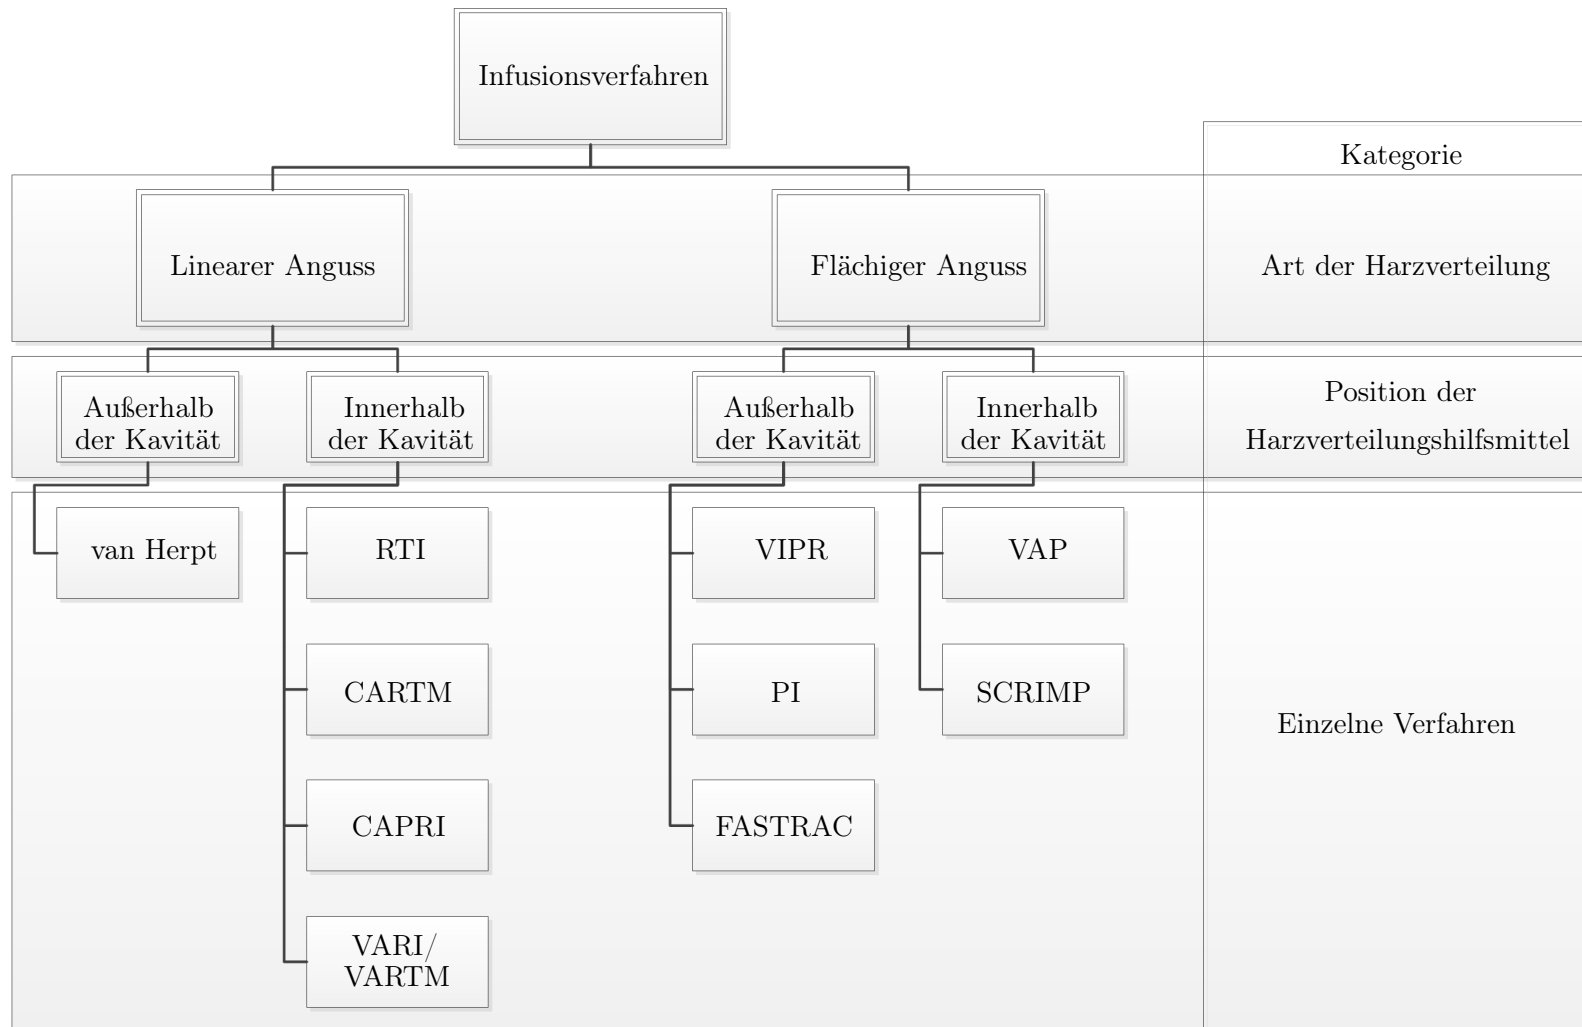 Infusionsverfahren
Kategorie
Linearer Anguss
Flächiger Anguss
Art der Harzverteilung
Außerhalb
der Kavität
Innerhalb
der Kavität
Außerhalb
der Kavität
Innerhalb
der Kavität
Position der
Harzverteilungshilfsmittel
van Herpt
RTI
VIPR
VAP
CARTM
PI
SCRIMP
Einzelne Verfahren
CAPRI
FASTRAC
VARI/
VARTM